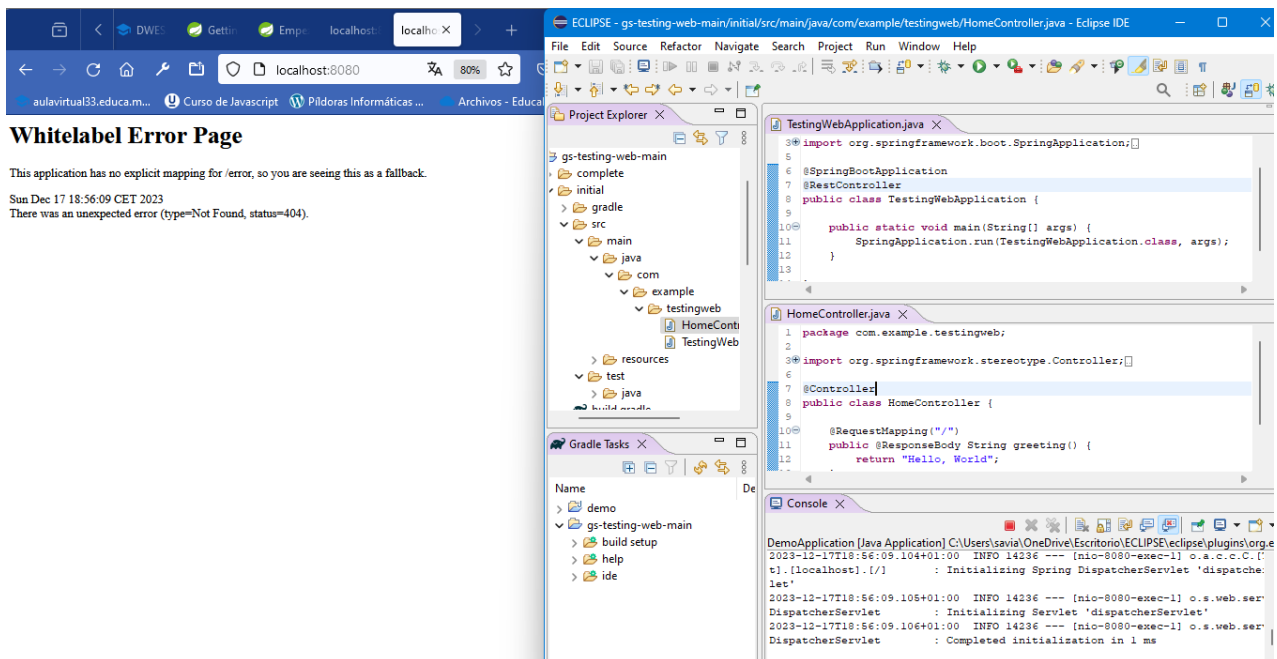 DWES
Gettin
Empe
localhost:
localho
ECLIPSE - gs-testing-web-main/initial/src/main/java/com/example/testingweb/HomeController.java - Eclipse IDE
File Edit Source Refactor Navigate Search Project Run Window Help
localhost:8080
80%
aulavirtual33.educa.m...
Curso de Javascript
Píldoras Informáticas ...
Archivos - Educa
Whitelabel Error Page
This application has no explicit mapping for /error, so you are seeing this as a fallback.
Sun Dec 17 18:56:09 CET 2023
There was an unexpected error (type=Not Found, status=404).
Project Explorer
gs-testing-web-main
complete
initial
gradle
src
main
java
com
example
testingweb
HomeContr
TestingWeb
resources
test
java
build.gradle
Gradle Tasks
Name De
demo
gs-testing-web-main
build setup
help
ide
TestingWebApplication.java
3 import org.springframework.boot.SpringApplication;
5
6 @SpringBootApplication
7 @RestController
8 public class TestingWebApplication {
9
10 public static void main(String[] args) {
11 SpringApplication.run(TestingWebApplication.class, args);
12 }
13
HomeController.java
1 package com.example.testingweb;
2
3 import org.springframework.stereotype.Controller;
6
7 @Controller
8 public class HomeController {
9
10 @RequestMapping("/")
11 public @ResponseBody String greeting() {
12 return "Hello, World";
Console
DemoApplication [Java Application] C:\Users\savia\OneDrive\Escritorio\ECLIPSE\eclipse\plugins\org.e
2023-12-17T18:56:09.104+01:00 INFO 14236 --- [nio-8080-exec-1] o.a.c.c.C.[
t].[localhost].[/] : Initializing Spring DispatcherServlet 'dispatche
let'
2023-12-17T18:56:09.105+01:00 INFO 14236 --- [nio-8080-exec-1] o.s.web.ser
DispatcherServlet : Initializing Servlet 'dispatcherServlet'
2023-12-17T18:56:09.106+01:00 INFO 14236 --- [nio-8080-exec-1] o.s.web.ser
DispatcherServlet : Completed initialization in 1 ms